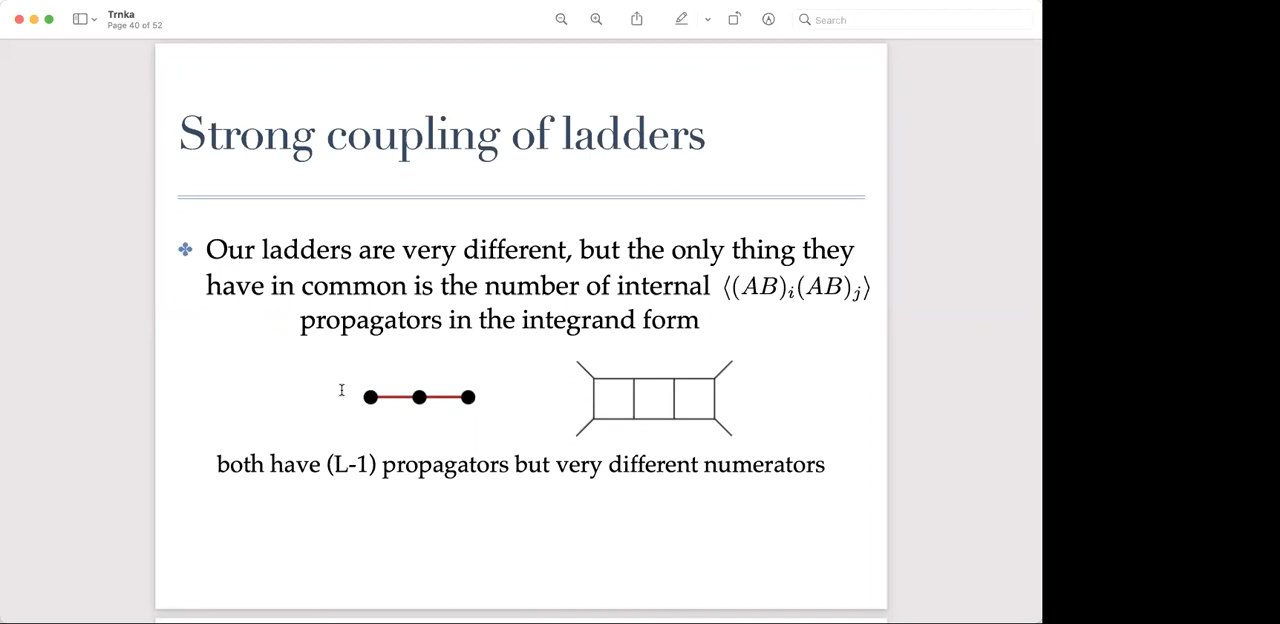 Trnka
Page 40 of 52
Search
Strong coupling of ladders
Our ladders are very different, but the only thing they
have in common is the number of internal ⟨(AB)ᵢ(AB)ⱼ⟩
propagators in the integrand form
both have (L-1) propagators but very different numerators